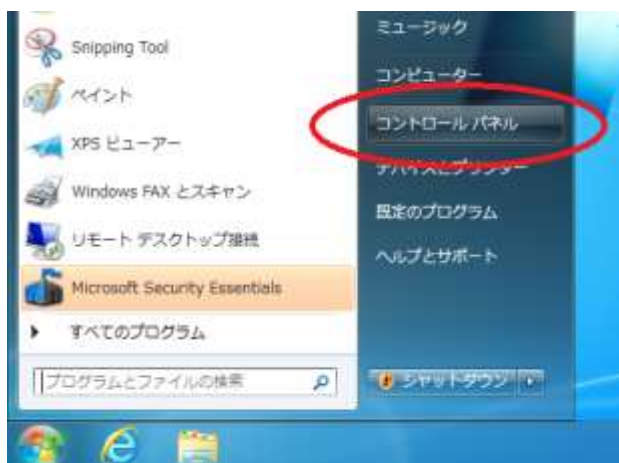 Snipping Tool
ペイント
XPS ビューアー
Windows FAX とスキャン
リモート デスクトップ接続
Microsoft Security Essentials
すべてのプログラム
プログラムとファイルの検索
ミュージック
コンピューター
コントロール パネル
デバイスとプリンター
既定のプログラム
ヘルプとサポート
シャットダウン